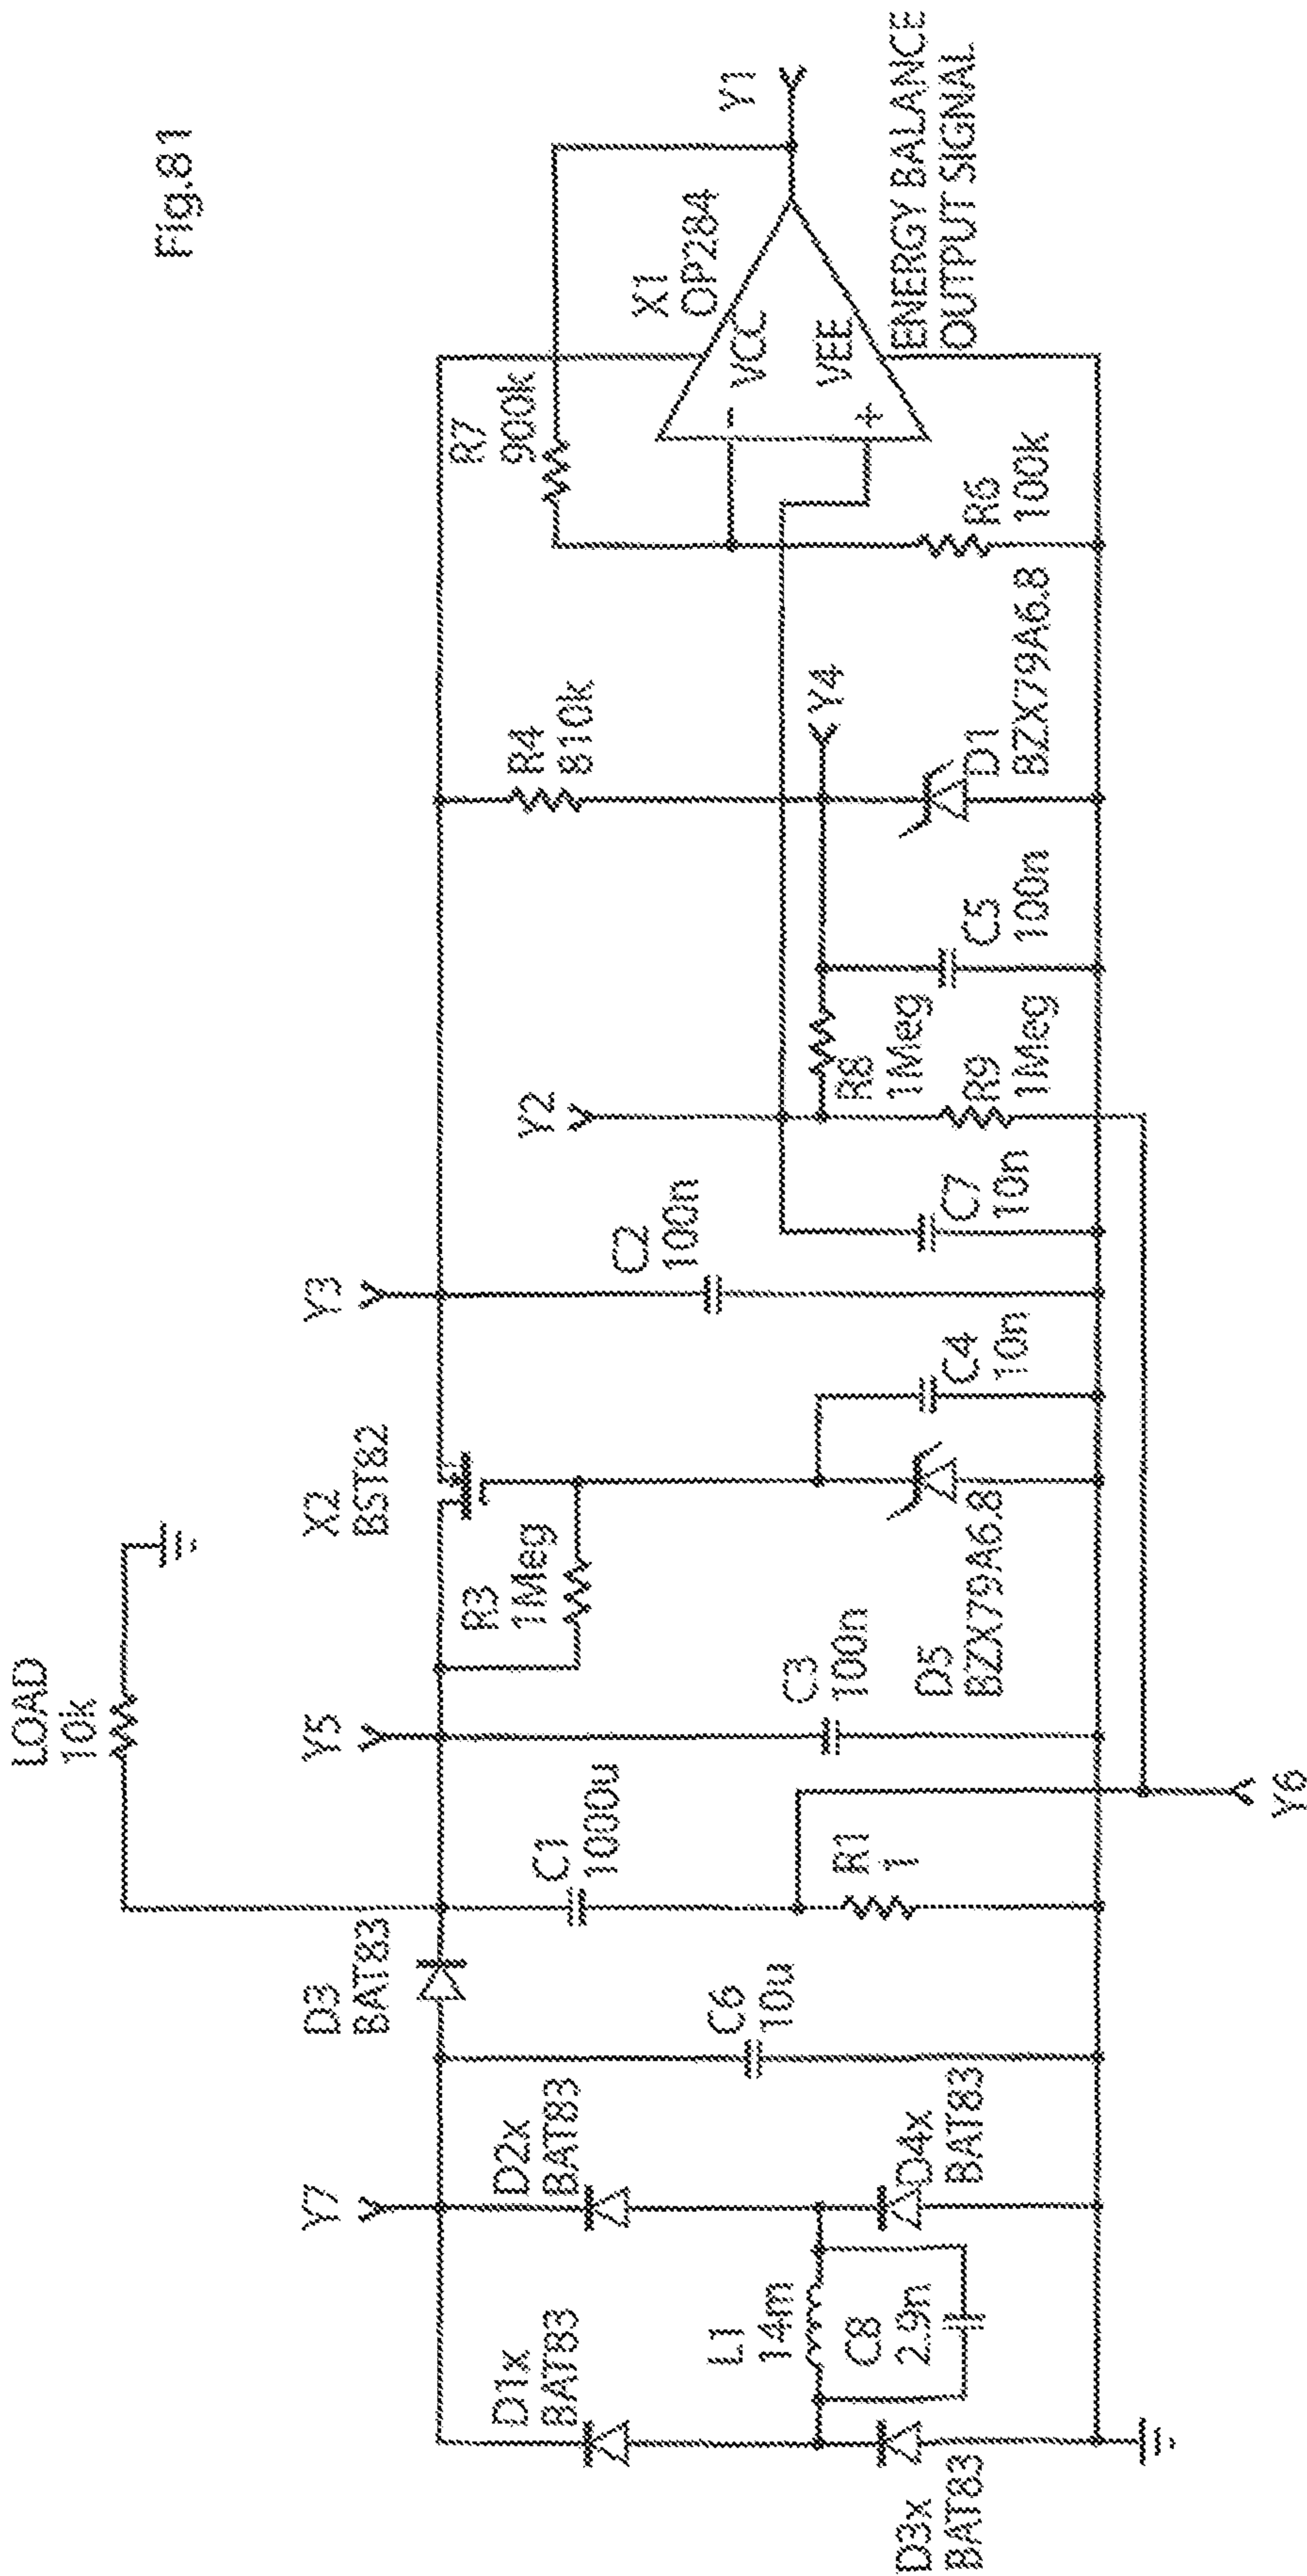 Fig.81
LOAD
10k
Y7
D3
BAT83
Y5
X2
BST82
Y3
D1x
BAT83
D2x
BAT83
C6
10u
C1
1000u
R3
1Meg
C2
100n
Y2
R4
810k
R7
900k
X1
OP284
Y1
L1
14m
C8
2.9n
R1
1
C3
100n
R8
1Meg
Y4
-
VCC
VEE
+
D3x
BAT83
D4x
BAT83
D5
BZX79A6.8
C4
10n
C7
10n
R9
1Meg
C5
100n
D1
BZX79A6.8
R6
100k
ENERGY BALANCE
OUTPUT SIGNAL
Y6